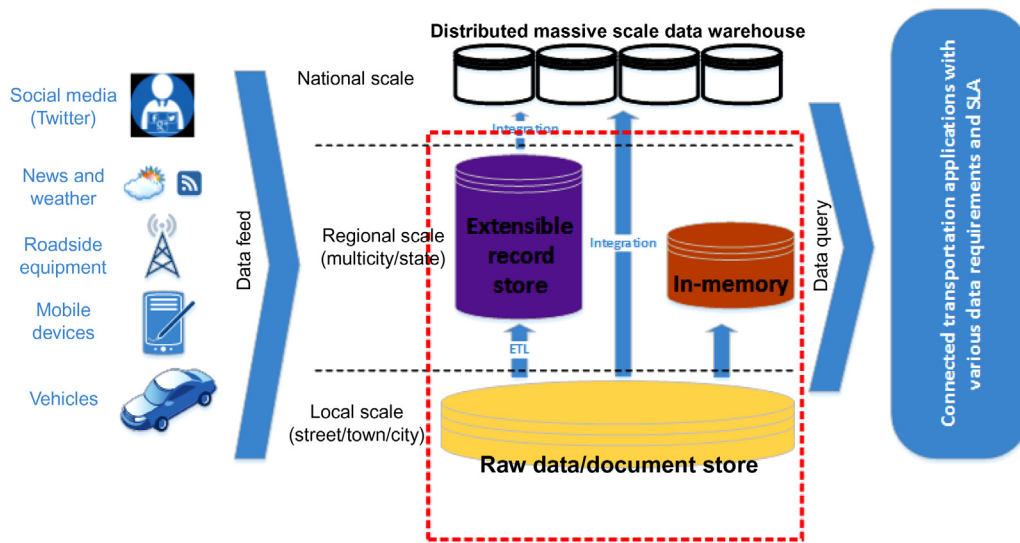 Distributed massive scale data warehouse
National scale
Social media
(Twitter)
Integration
News and
weather
Data feed
Regional scale
(multicity/state)
Extensible
record
store
Integration
In-memory
Data query
Roadside
equipment
Mobile
devices
ETL
Vehicles
Local scale
(street/town/city)
Raw data/document store
Connected transportation applications with
various data requirements and SLA